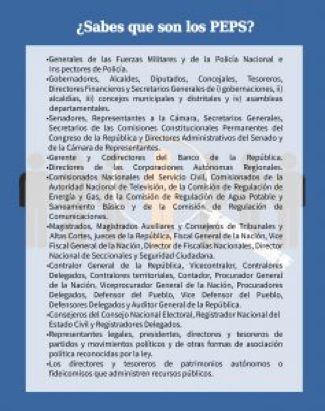 ¿Sabes que son los PEPS?
•Generales de las Fuerzas Militares y de la Policía Nacional e
Inspectores de Policía.
•Gobernadores, Alcaldes, Diputados, Concejales, Tesoreros,
Directores Financieros y Secretarios Generales de i) gobernaciones, ii)
alcaldías, iii) concejos municipales y distritales y iv) asambleas
departamentales.
•Senadores, Representantes a la Cámara, Secretarios Generales,
Secretarios de las Comisiones Constitucionales Permanentes del
Congreso de la República y Directores Administrativos del Senado y
de la Cámara de Representantes.
•Gerente y Codirectores del Banco de la República.
•Directores de las Corporaciones Autónomas Regionales.
•Comisionados Nacionales del Servicio Civil, Comisionados de la
Autoridad Nacional de Televisión, de la Comisión de Regulación de
Energía y Gas, de la Comisión de Regulación de Agua Potable y
Saneamiento Básico y de la Comisión de Regulación de
Comunicaciones.
•Magistrados, Magistrados Auxiliares y Consejeros de Tribunales y
Altas Cortes, Jueces de la República, Fiscal General de la Nación, Vice
Fiscal General de la Nación, Director de Fiscalías Nacionales, Director
Nacional de Seccionales y Seguridad Ciudadana.
•Contralor General de la República, Vicecontralor, Contralores
Delegados, Contralores territoriales, Contador, Procurador General
de la Nación, Viceprocurador General de la Nación, Procuradores
Delegados, Defensor del Pueblo, Vice Defensor del Pueblo,
Defensores Delegados y Auditor General de la República.
•Consejeros del Consejo Nacional Electoral, Registrador Nacional del
Estado Civil y Registradores Delegados.
•Representantes legales, presidentes, directores y tesoreros de
partidos y movimientos políticos y de otras formas de asociación
política reconocidas por la ley.
•Los directores y tesoreros de patrimonios autónomos o
fideicomisos que administren recursos públicos.